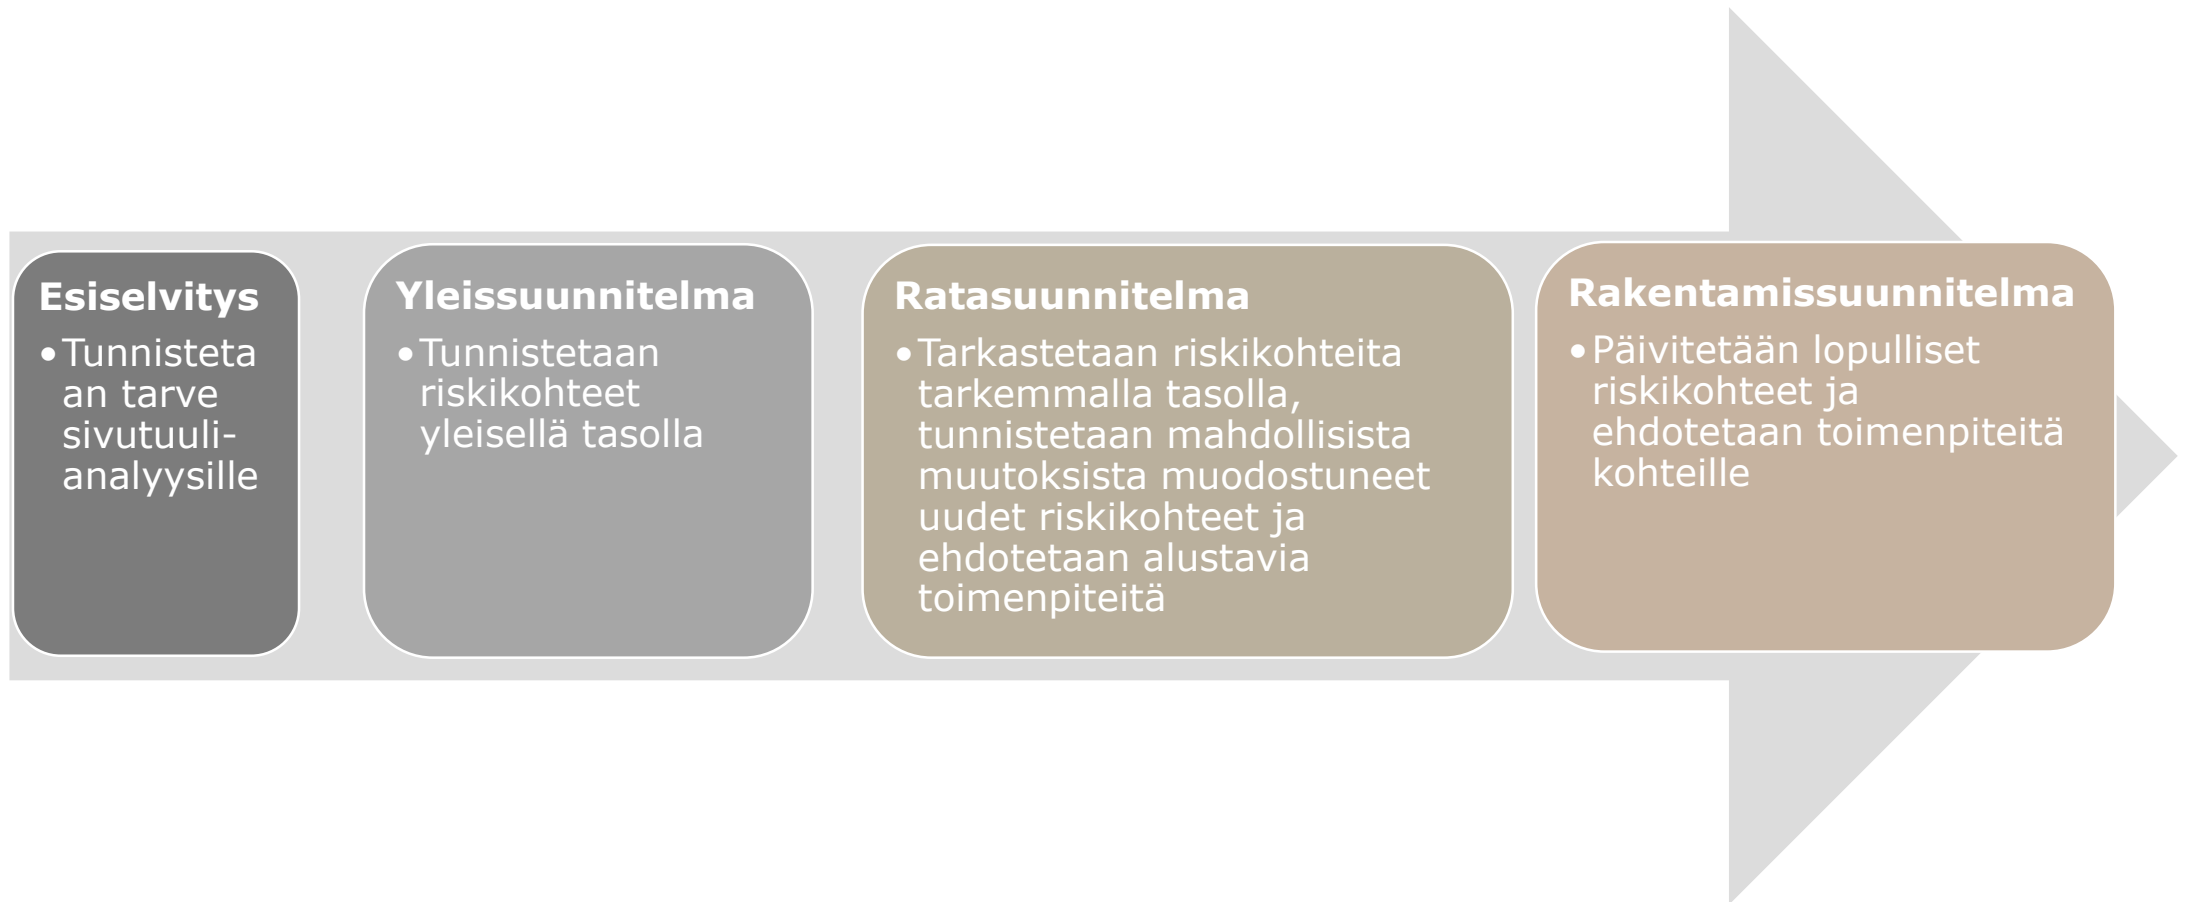 Esiselvitys
•Tunnisteta
an tarve
sivutuuli-
analyysille
Yleissuunnitelma
•Tunnistetaan
riskikohteet
yleisellä tasolla
Ratasuunnitelma
•Tarkastetaan riskikohteita
tarkemmalla tasolla,
tunnistetaan mahdollisista
muutoksista muodostuneet
uudet riskikohteet ja
ehdotetaan alustavia
toimenpiteitä
Rakentamissuunnitelma
•Päivitetään lopulliset
riskikohteet ja
ehdotetaan toimenpiteitä
kohteille